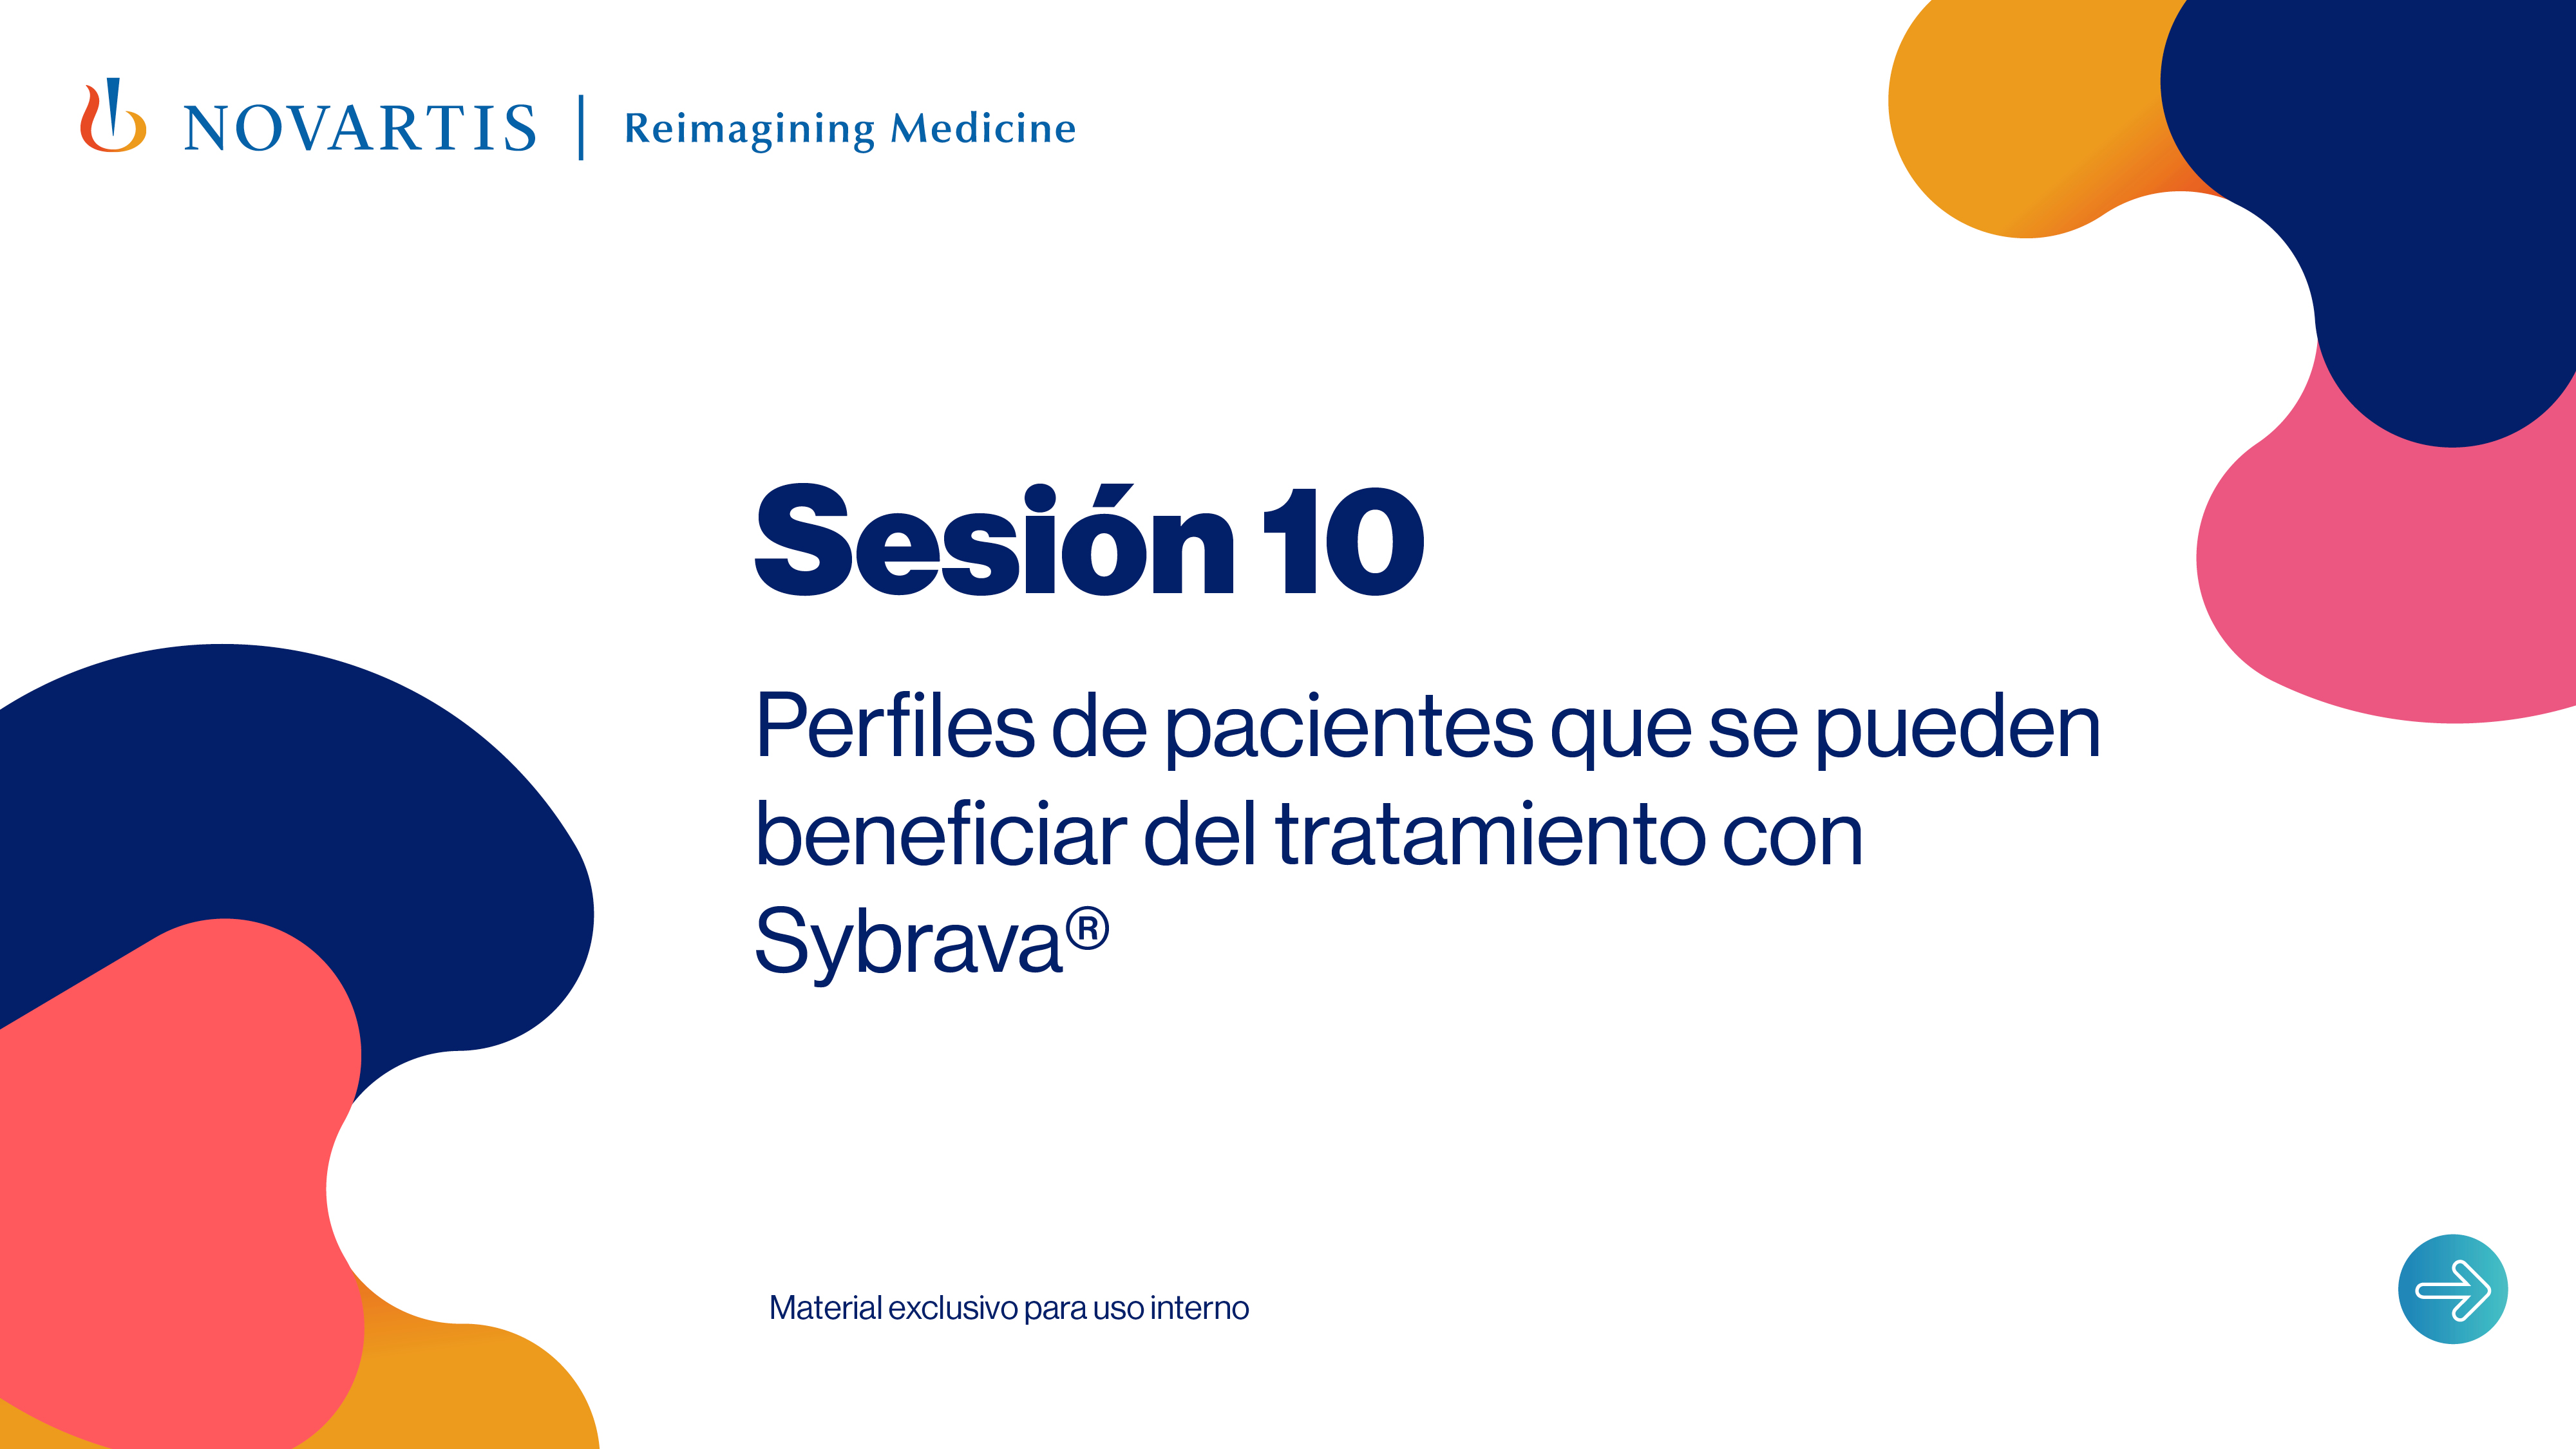 NOVARTIS | Reimagining Medicine
Sesión 10
Perfiles de pacientes que se pueden
beneficiar del tratamiento con
Sybrava®
Material exclusivo para uso interno